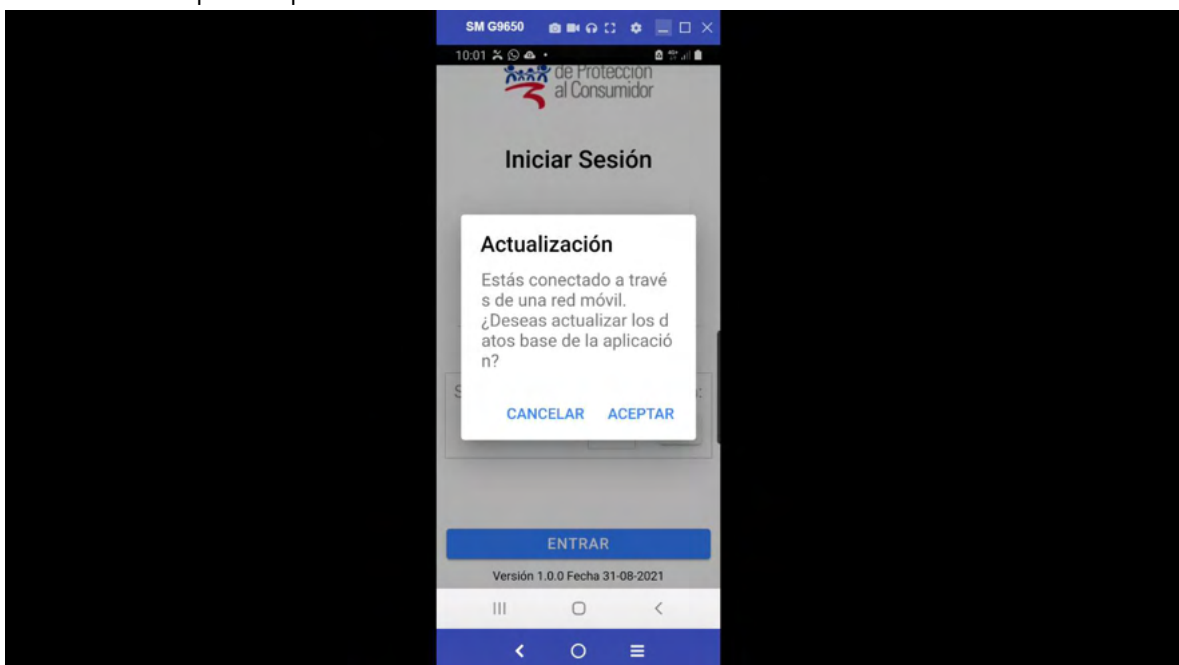 SM G9650
10:01
de Protección
al Consumidor
Iniciar Sesión
Actualización
Estás conectado a travé
s de una red móvil.
¿Deseas actualizar los d
atos base de la aplicació
n?
S
:
CANCELAR ACEPTAR
ENTRAR
Versión 1.0.0 Fecha 31-08-2021